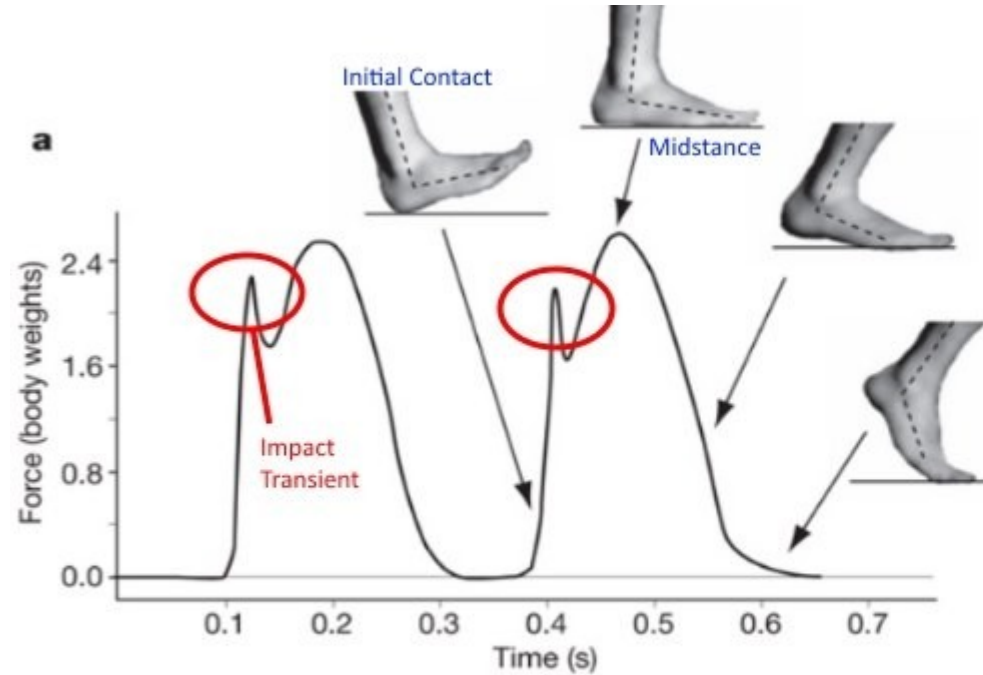 Initial Contact
Midstance
a
Force (body weights)
2.4
1.6
0.8
0.0
Impact
Transient
0.1 0.2 0.3 0.4 0.5 0.6 0.7
Time (s)